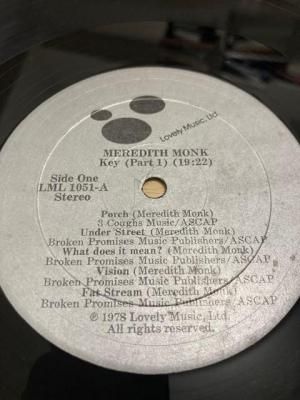 Lovely Music, Ltd.
MEREDITH MONK
Key (Part 1) (19:22)
Side One
LML 1051-A
Stereo
Porch (Meredith Monk)
3 Coughs Music/ASCAP
Under Street (Meredith Monk)
Broken Promises Music Publishers/ASCAP
What does it mean? (Meredith Monk)
Broken Promises Music Publishers/ASCAP
Vision (Meredith Monk)
Broken Promises Music Publishers/ASCAP
Fat Stream (Meredith Monk)
Broken Promises Music Publishers/ASCAP
℗ 1978 Lovely Music, Ltd.
All rights reserved.